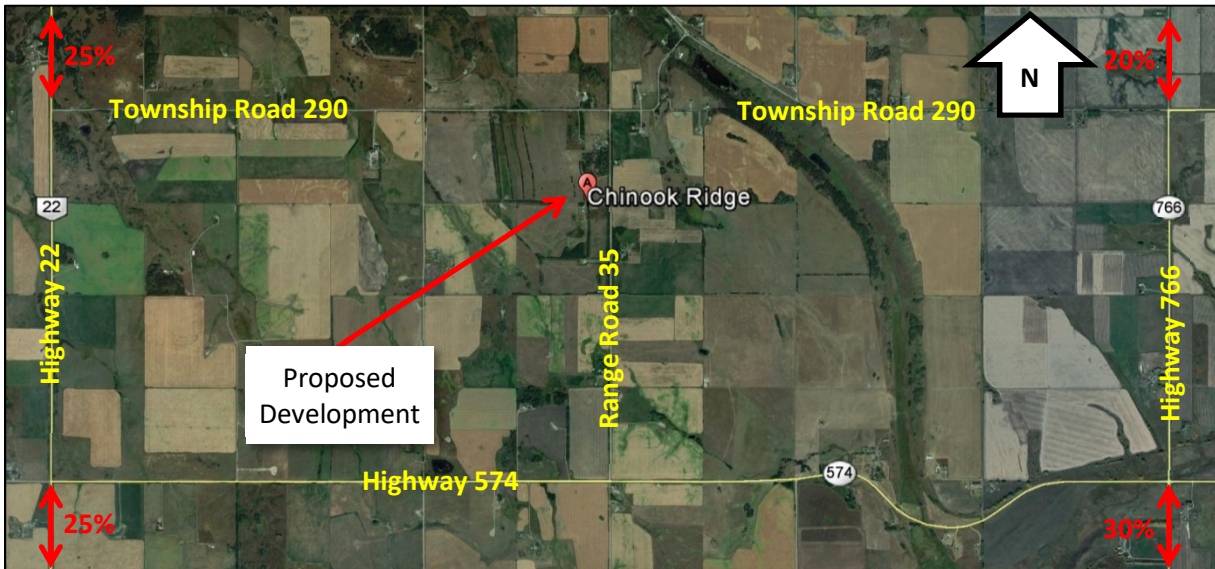 25%
20%
N
Township Road 290
Township Road 290
A
Chinook Ridge
22
766
Highway 22
Range Road 35
Highway 766
Proposed
Development
Highway 574
574
25%
30%